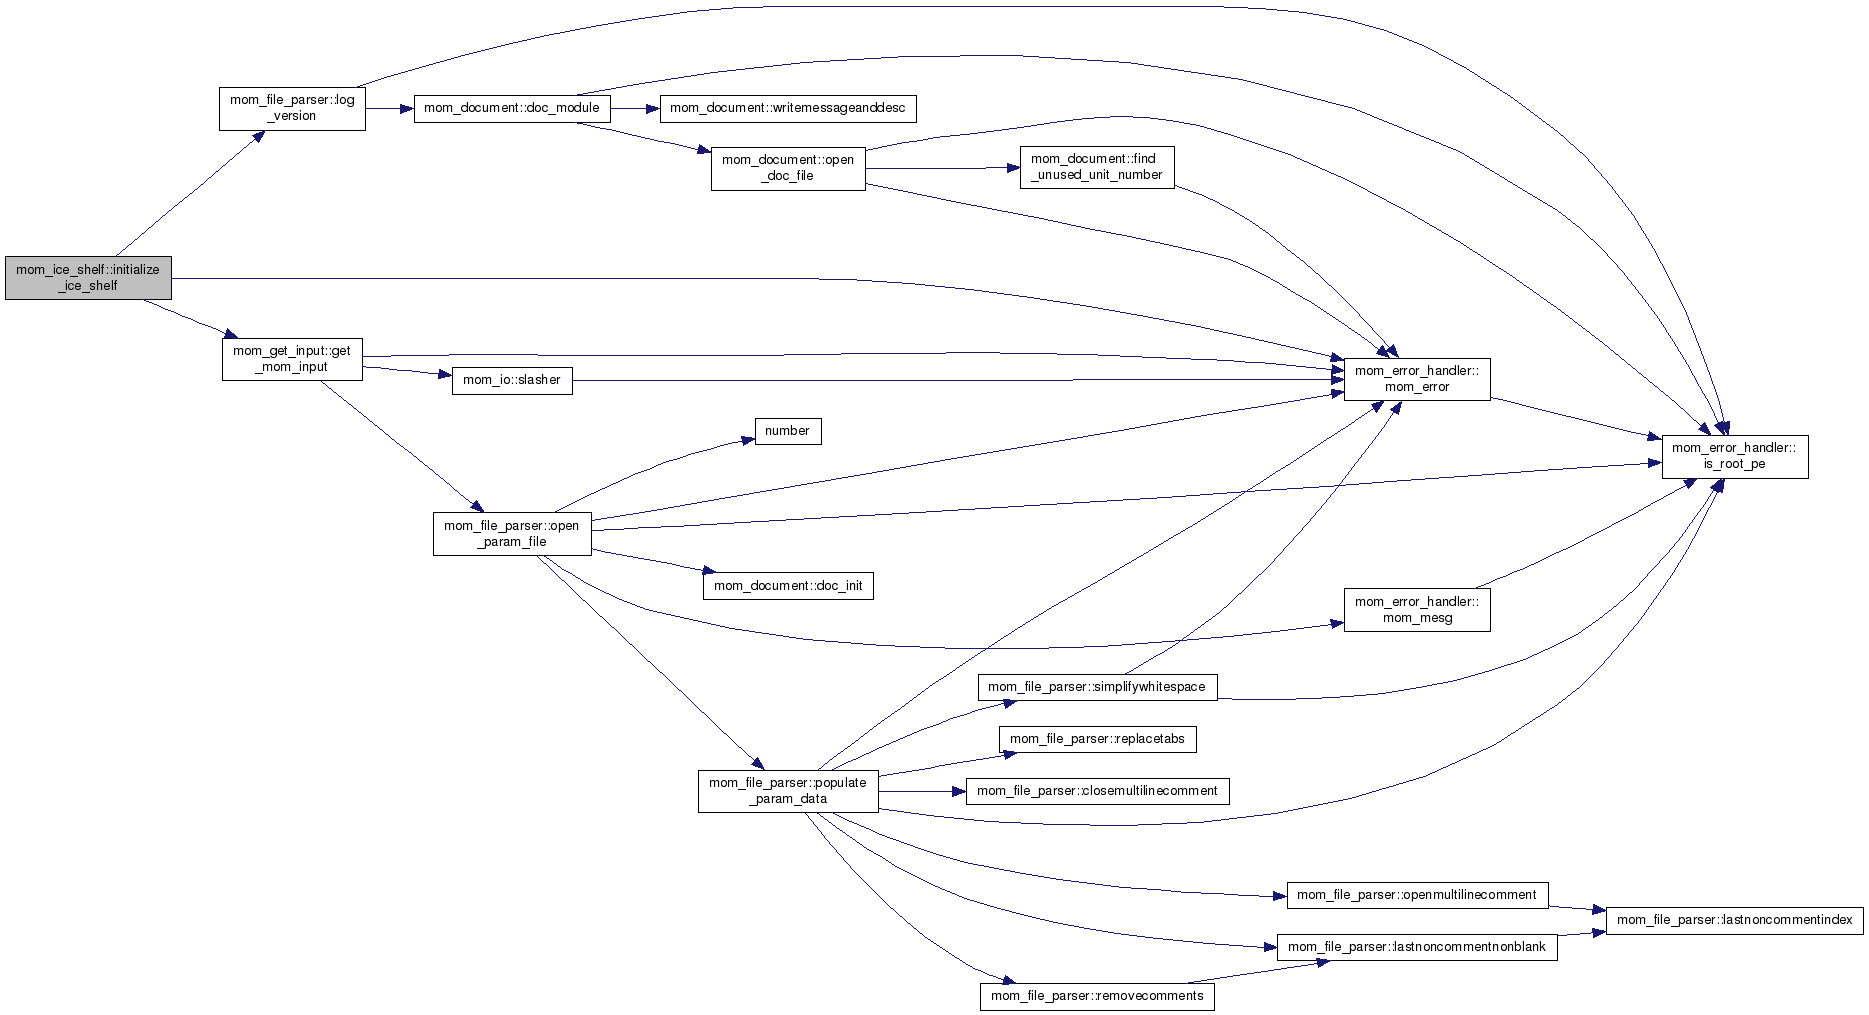 mom_file_parser::log
_version
mom_document::doc_module
mom_document::writemessageanddesc
mom_document::open
_doc_file
mom_document::find
_unused_unit_number
mom_ice_shelf::initialize
_ice_shelf
mom_get_input::get
_mom_input
mom_io::slasher
mom_error_handler::
mom_error
number
mom_error_handler::
is_root_pe
mom_file_parser::open
_param_file
mom_document::doc_init
mom_error_handler::
mom_mesg
mom_file_parser::simplifywhitespace
mom_file_parser::replacetabs
mom_file_parser::populate
_param_data
mom_file_parser::closemultilinecomment
mom_file_parser::openmultilinecomment
mom_file_parser::lastnoncommentindex
mom_file_parser::lastnoncommentnonblank
mom_file_parser::removecomments